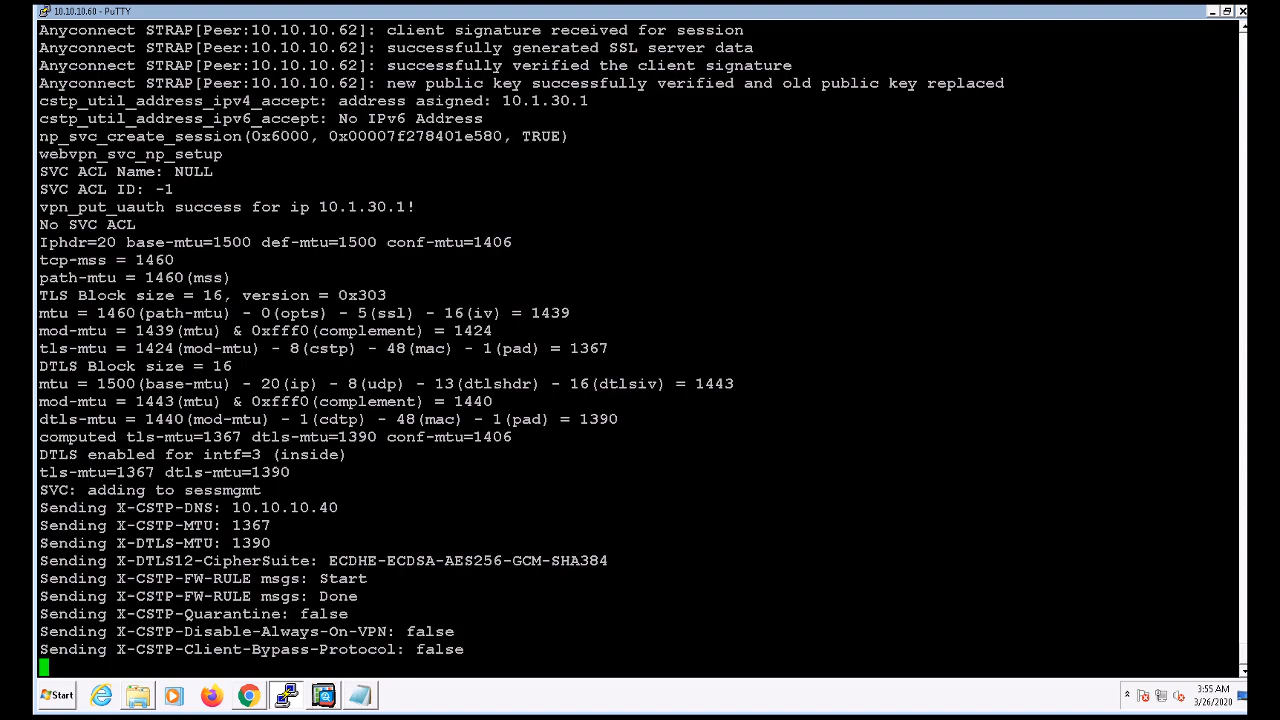 10.10.10.60 - PuTTY
Anyconnect STRAP[Peer:10.10.10.62]: client signature received for session
Anyconnect STRAP[Peer:10.10.10.62]: successfully generated SSL server data
Anyconnect STRAP[Peer:10.10.10.62]: successfully verified the client signature
Anyconnect STRAP[Peer:10.10.10.62]: new public key successfully verified and old public key replaced
cstp_util_address_ipv4_accept: address asigned: 10.1.30.1
cstp_util_address_ipv6_accept: No IPv6 Address
np_svc_create_session(0x6000, 0x00007f278401e580, TRUE)
webvpn_svc_np_setup
SVC ACL Name: NULL
SVC ACL ID: -1
vpn_put_uauth success for ip 10.1.30.1!
No SVC ACL
Iphdr=20 base-mtu=1500 def-mtu=1500 conf-mtu=1406
tcp-mss = 1460
path-mtu = 1460(mss)
TLS Block size = 16, version = 0x303
mtu = 1460(path-mtu) - 0(opts) - 5(ssl) - 16(iv) = 1439
mod-mtu = 1439(mtu) & 0xfff0(complement) = 1424
tls-mtu = 1424(mod-mtu) - 8(cstp) - 48(mac) - 1(pad) = 1367
DTLS Block size = 16
mtu = 1500(base-mtu) - 20(ip) - 8(udp) - 13(dtlshdr) - 16(dtlsiv) = 1443
mod-mtu = 1443(mtu) & 0xfff0(complement) = 1440
dtls-mtu = 1440(mod-mtu) - 1(cdtp) - 48(mac) - 1(pad) = 1390
computed tls-mtu=1367 dtls-mtu=1390 conf-mtu=1406
DTLS enabled for intf=3 (inside)
tls-mtu=1367 dtls-mtu=1390
SVC: adding to sessmgmt
Sending X-CSTP-DNS: 10.10.10.40
Sending X-CSTP-MTU: 1367
Sending X-DTLS-MTU: 1390
Sending X-DTLS12-CipherSuite: ECDHE-ECDSA-AES256-GCM-SHA384
Sending X-CSTP-FW-RULE msgs: Start
Sending X-CSTP-FW-RULE msgs: Done
Sending X-CSTP-Quarantine: false
Sending X-CSTP-Disable-Always-On-VPN: false
Sending X-CSTP-Client-Bypass-Protocol: false
Start
3:55 AM
3/26/2020